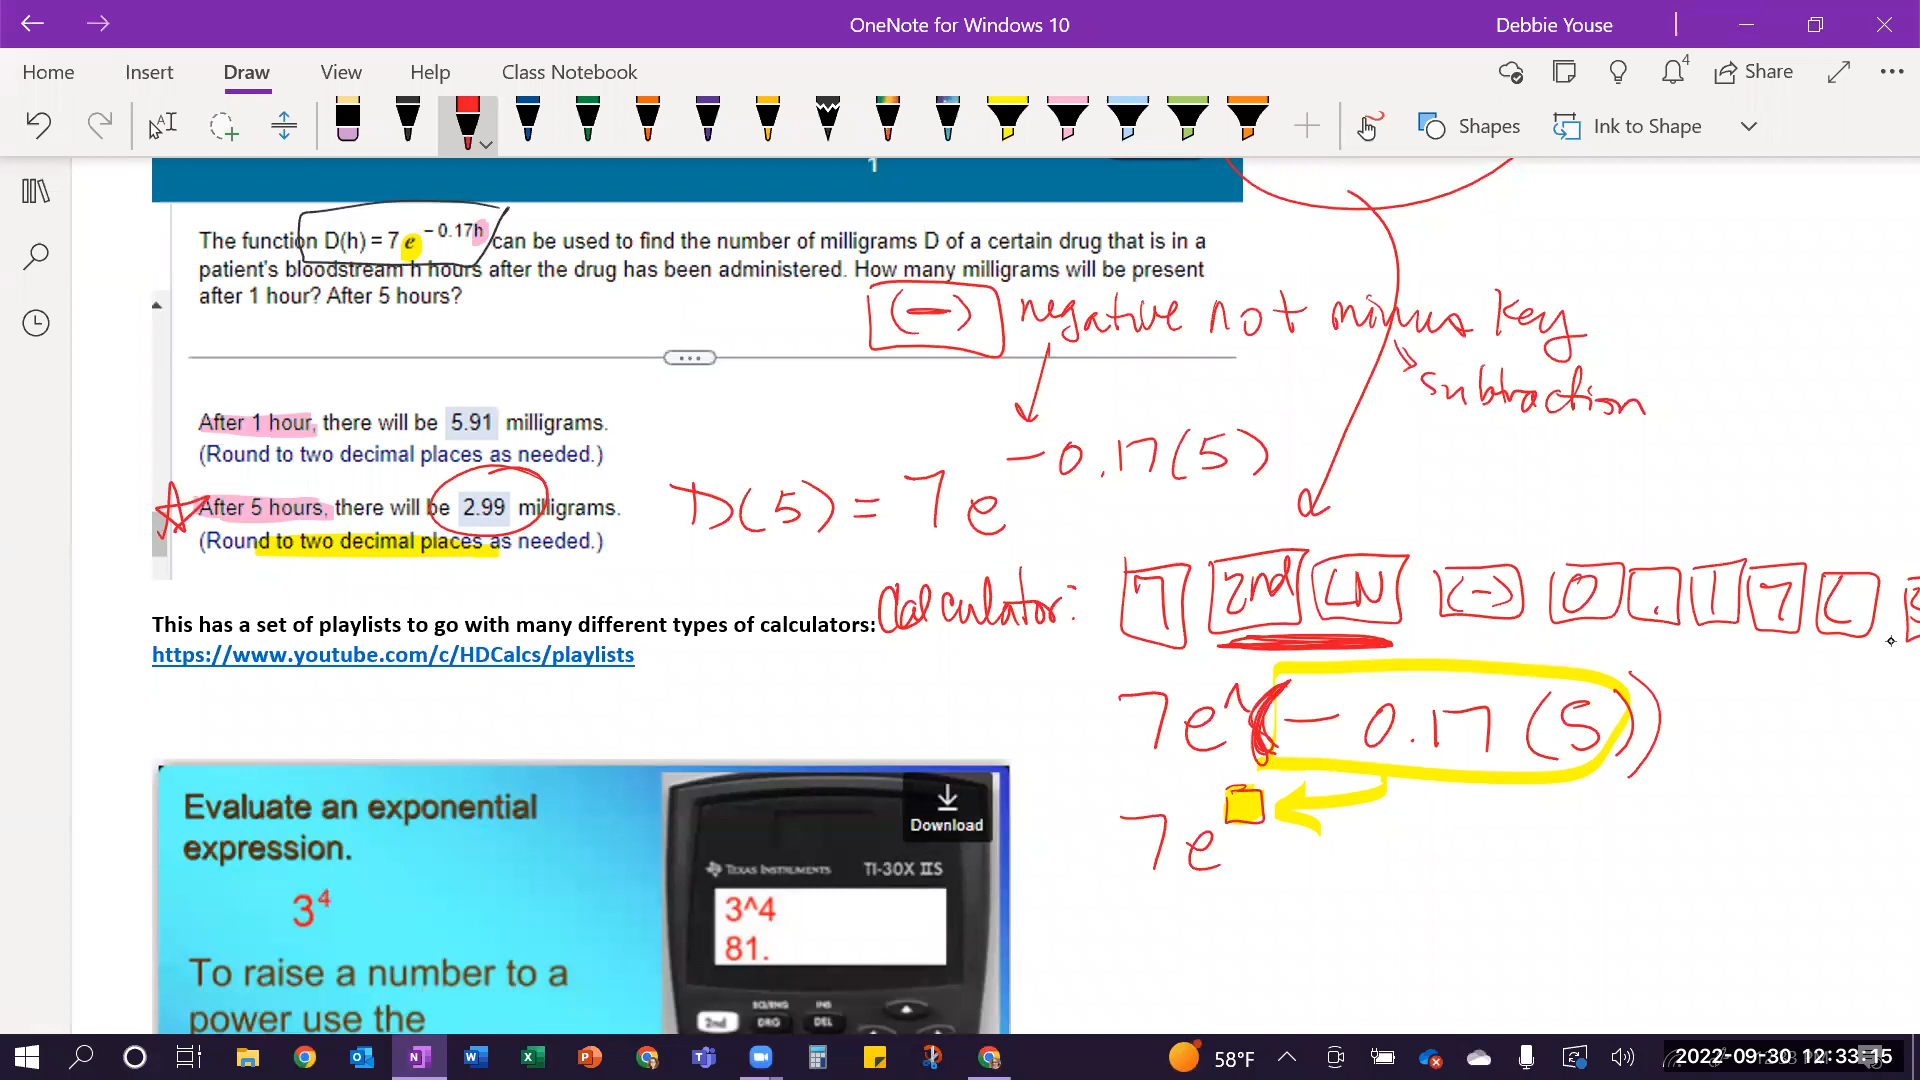 OneNote for Windows 10
Debbie Youse
Home Insert Draw View Help Class Notebook
4
Share
Shapes
Ink to Shape
1
The function D(h) = 7e^-0.17h can be used to find the number of milligrams D of a certain drug that is in a
patient's bloodstream h hours after the drug has been administered. How many milligrams will be present
after 1 hour? After 5 hours?
(-) negative not minus key
subtraction
After 1 hour, there will be 5.91 milligrams.
(Round to two decimal places as needed.)
After 5 hours, there will be 2.99 milligrams.
(Round to two decimal places as needed.)
D(5) = 7e^-0.17(5)
This has a set of playlists to go with many different types of calculators:
https://www.youtube.com/c/HDCalcs/playlists
Calculator: 7 2nd LN (-) 0 . 1 7 (
7e^(-0.17(5))
7e
Evaluate an exponential
expression.
3^4
To raise a number to a
power use the
Download
TEXAS INSTRUMENTS TI-30X IIS
3^4
81.
SCI/ENG INS
2nd DRG DEL
58°F
2022-09-30 12:33:15